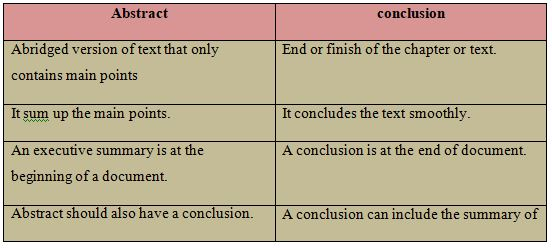 Abstract
conclusion
Abridged version of text that only
contains main points
End or finish of the chapter or text.
It sum up the main points.
It concludes the text smoothly.
An executive summary is at the
beginning of a document.
A conclusion is at the end of document.
Abstract should also have a conclusion.
A conclusion can include the summary of